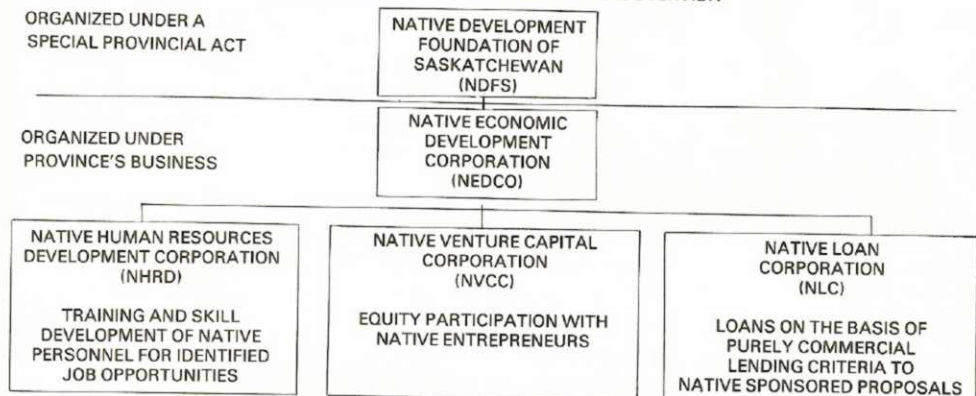 ORGANIZED UNDER A
SPECIAL PROVINCIAL ACT
NATIVE DEVELOPMENT
FOUNDATION OF
SASKATCHEWAN
(NDFS)
ORGANIZED UNDER
PROVINCE'S BUSINESS
NATIVE ECONOMIC
DEVELOPMENT
CORPORATION
(NEDCO)
NATIVE HUMAN RESOURCES
DEVELOPMENT CORPORATION
(NHRD)
TRAINING AND SKILL
DEVELOPMENT OF NATIVE
PERSONNEL FOR IDENTIFIED
JOB OPPORTUNITIES
NATIVE VENTURE CAPITAL
CORPORATION
(NVCC)
EQUITY PARTICIPATION WITH
NATIVE ENTREPRENEURS
NATIVE LOAN
CORPORATION
(NLC)
LOANS ON THE BASIS OF
PURELY COMMERCIAL
LENDING CRITERIA TO
NATIVE SPONSORED PROPOSALS